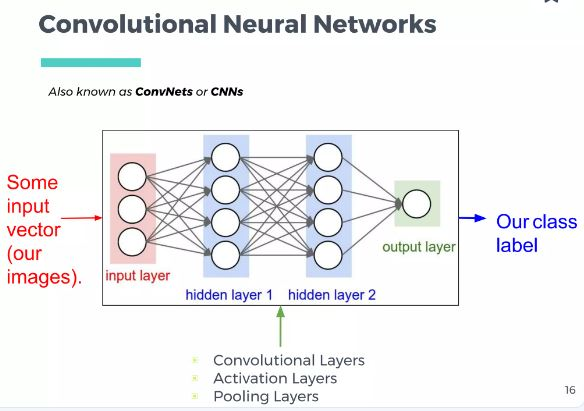 Convolutional Neural Networks
Also known as ConvNets or CNNs
Some
input
vector
(our
images).
input layer
hidden layer 1
hidden layer 2
output layer
Our class
label
Convolutional Layers
Activation Layers
Pooling Layers
16